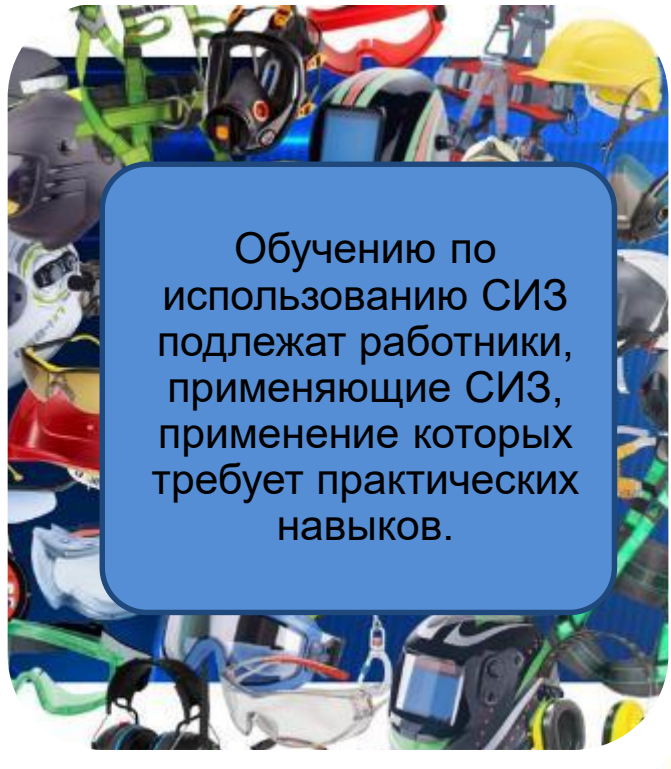 Обучению по
использованию СИЗ
подлежат работники,
применяющие СИЗ,
применение которых
требует практических
навыков.